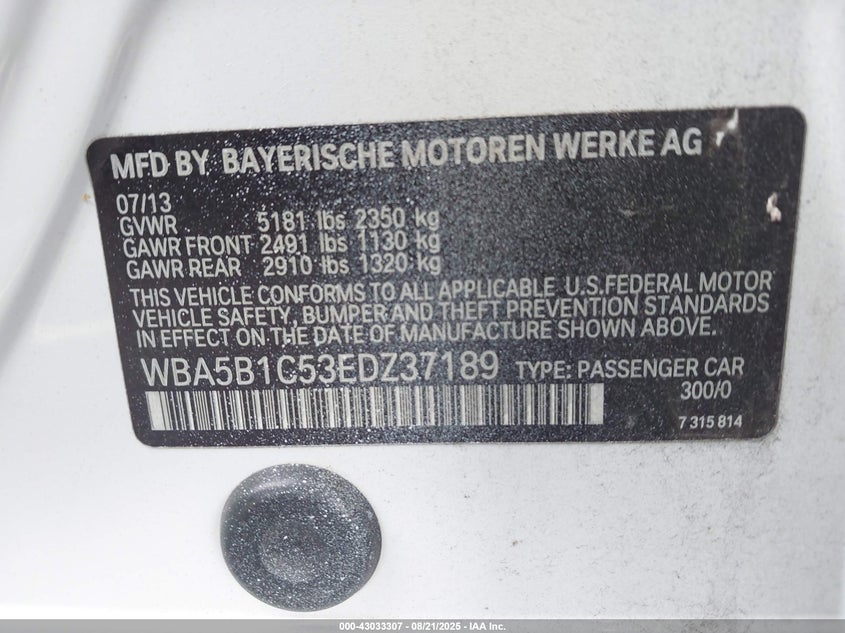 MFD BY BAYERISCHE MOTOREN WERKE AG
07/13
GVWR 5181 lbs 2350 kg
GAWR FRONT 2491 lbs 1130 kg
GAWR REAR 2910 lbs 1320 kg
THIS VEHICLE CONFORMS TO ALL APPLICABLE U.S.FEDERAL MOTOR
VEHICLE SAFETY, BUMPER AND THEFT PREVENTION STANDARDS
IN EFFECT ON THE DATE OF MANUFACTURE SHOWN ABOVE.
WBA5B1C53EDZ37189 TYPE: PASSENGER CAR
300/0
7 315 814
000-43033307 - 08/21/2025 - IAA Inc.